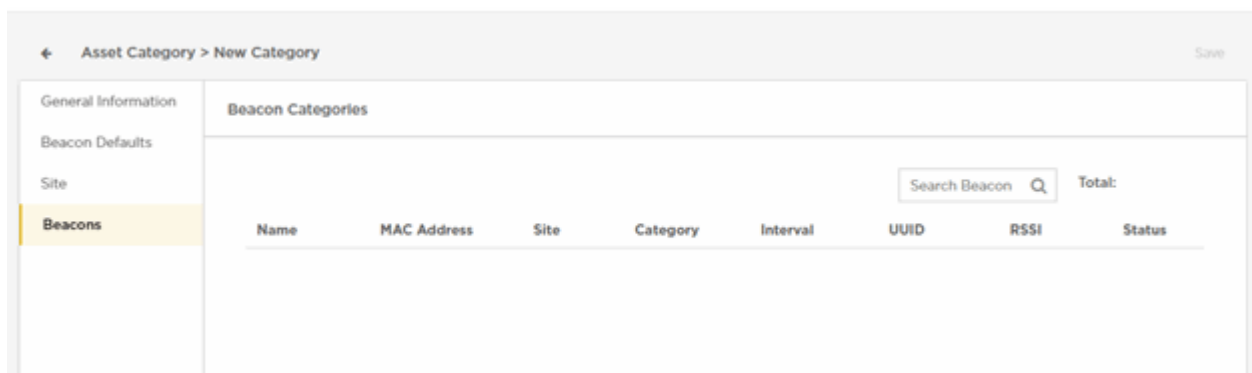 Asset Category > New Category
Save
General Information
Beacon Defaults
Site
Beacons
Beacon Categories
Search Beacon
Total:
Name MAC Address Site Category Interval UUID RSSI Status